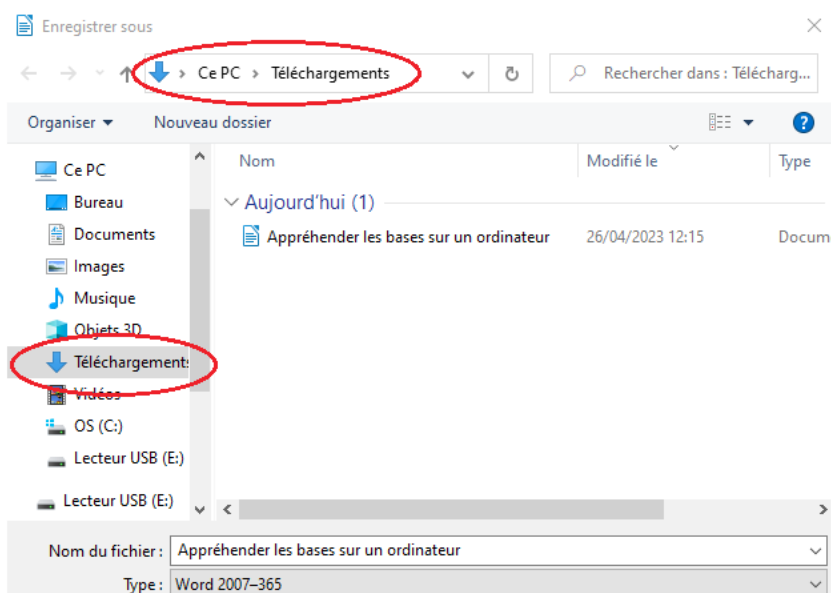 Enregistrer sous
Ce PC > Téléchargements
Rechercher dans : Télécharg...
Organiser
Nouveau dossier
Nom
Modifié le
Type
Ce PC
Bureau
Documents
Images
Musique
Objets 3D
Téléchargements
Vidéos
OS (C:)
Lecteur USB (E:)
Lecteur USB (E:)
Aujourd'hui (1)
Appréhender les bases sur un ordinateur
26/04/2023 12:15
Docum
Nom du fichier : Appréhender les bases sur un ordinateur
Type : Word 2007–365